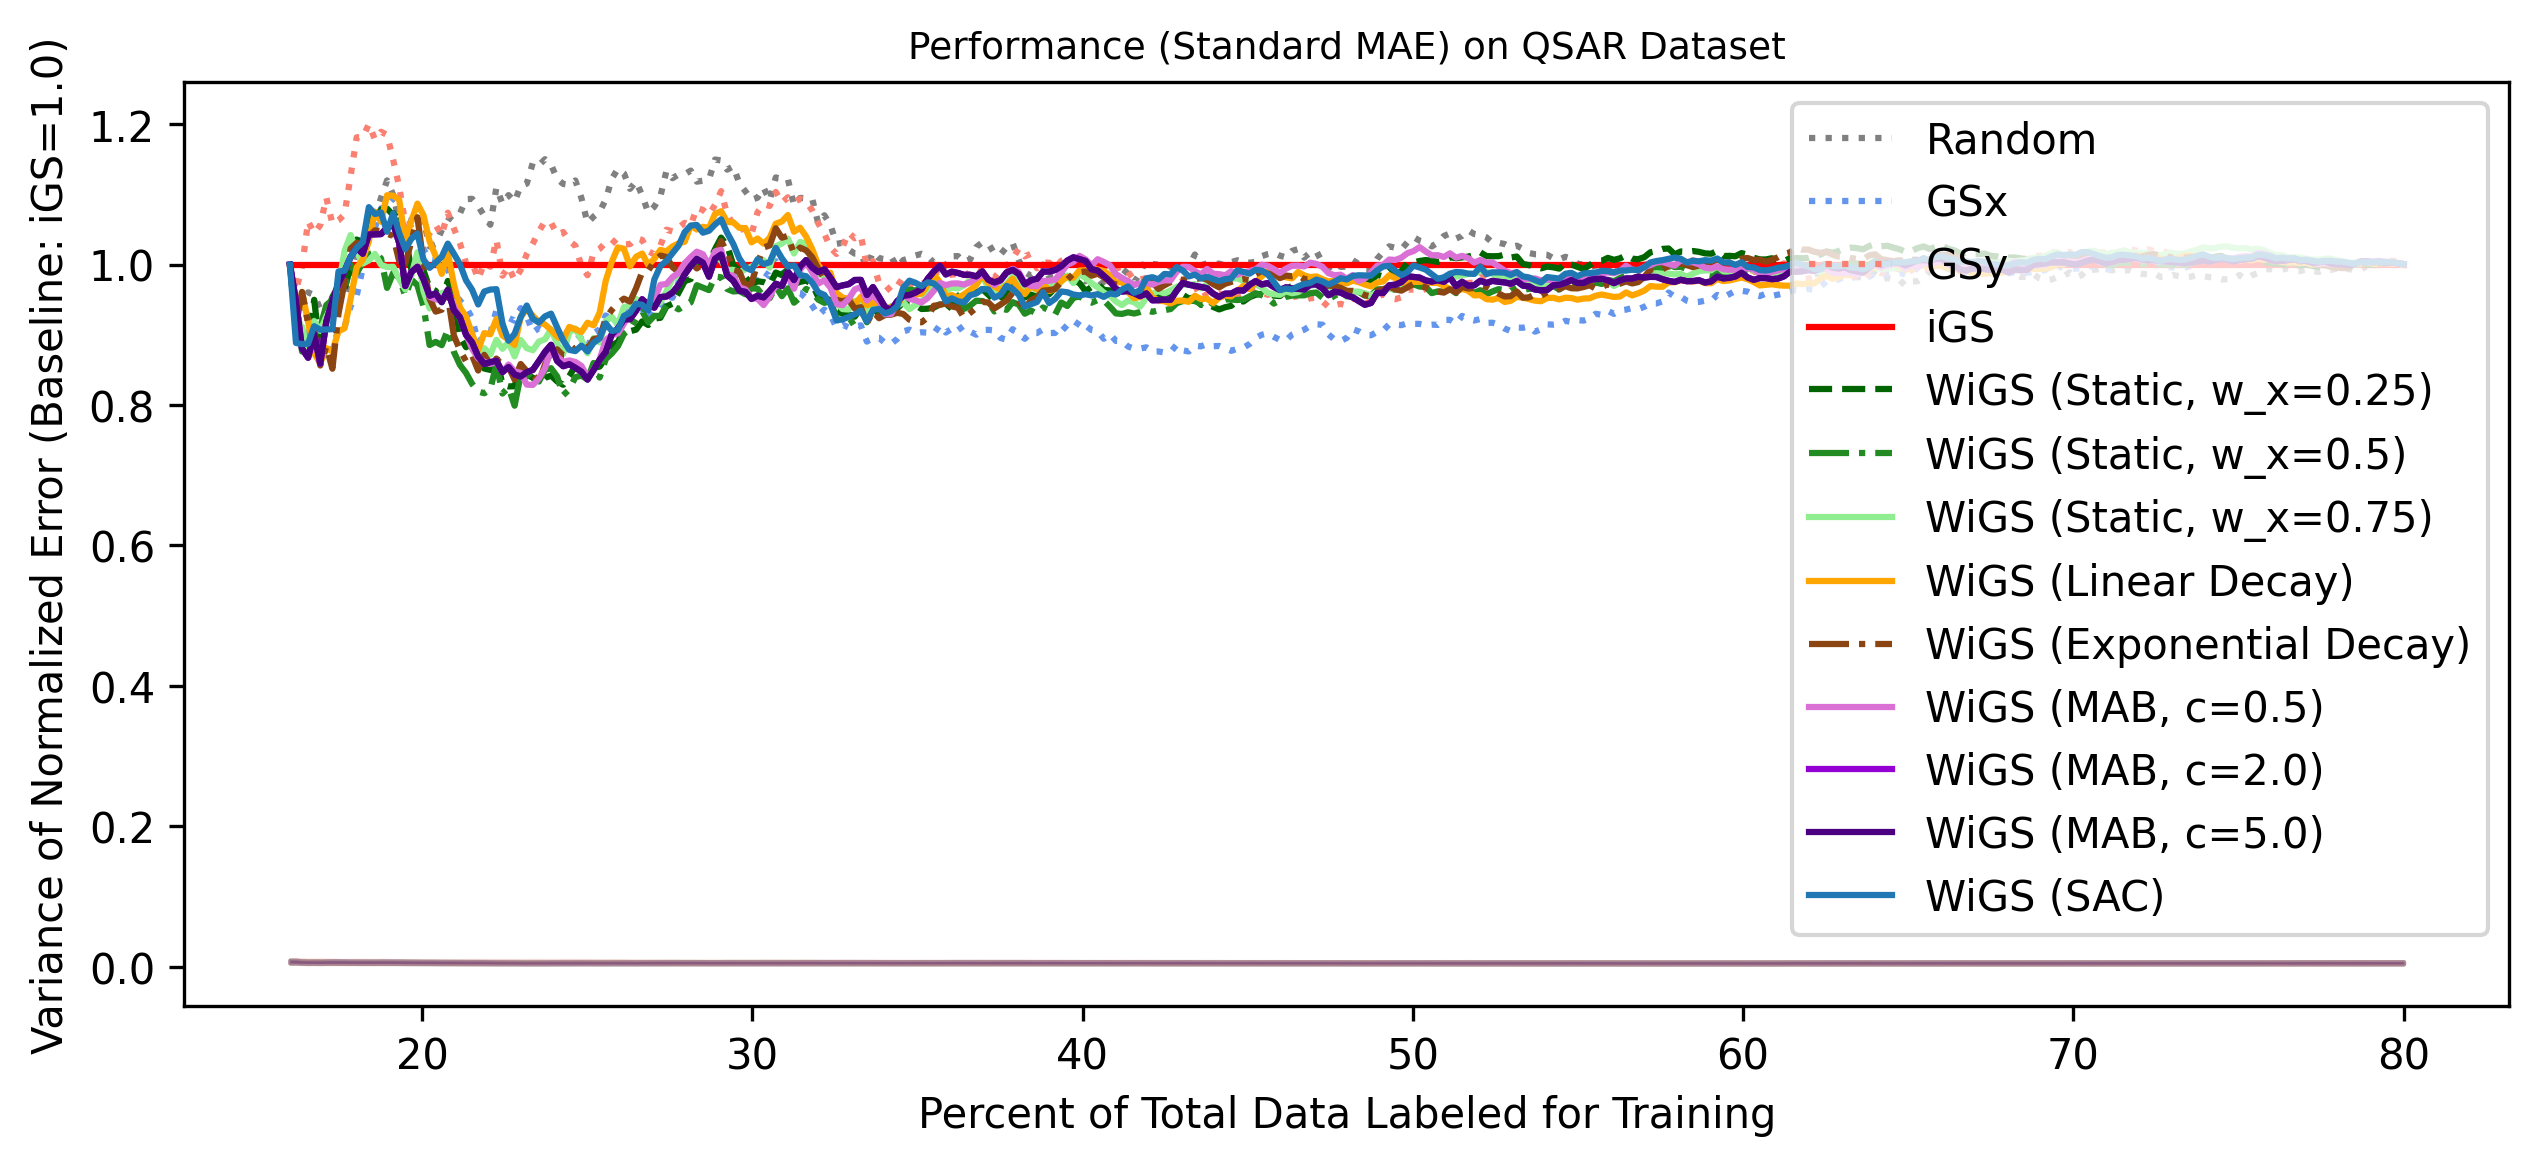 Performance (Standard MAE) on QSAR Dataset
Variance of Normalized Error (Baseline: iGS=1.0)
1.2
1.0
0.8
0.6
0.4
0.2
0.0
20 30 40 50 60 70 80
Percent of Total Data Labeled for Training
Random
GSx
GSy
iGS
WiGS (Static, w_x=0.25)
WiGS (Static, w_x=0.5)
WiGS (Static, w_x=0.75)
WiGS (Linear Decay)
WiGS (Exponential Decay)
WiGS (MAB, c=0.5)
WiGS (MAB, c=2.0)
WiGS (MAB, c=5.0)
WiGS (SAC)